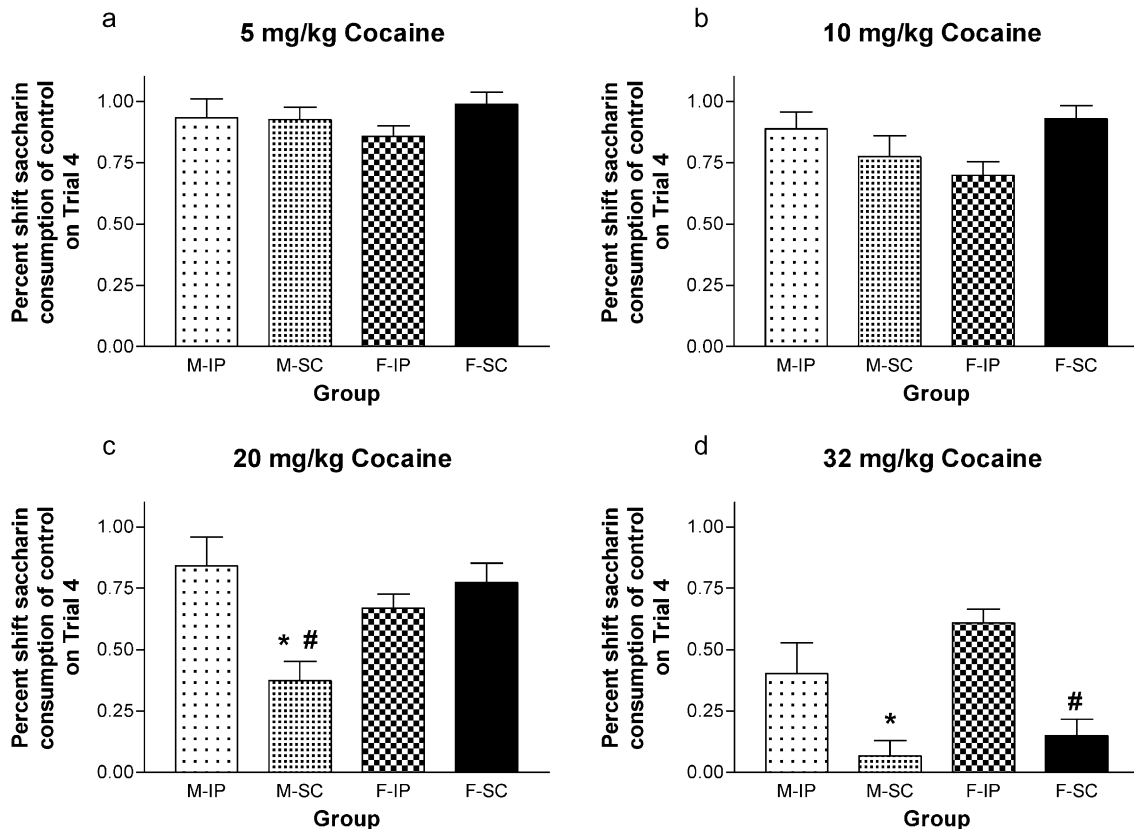 a
5 mg/kg Cocaine
Percent shift saccharin
consumption of control
on Trial 4
1.00
0.75
0.50
0.25
0.00
M-IP M-SC F-IP F-SC
Group
b
10 mg/kg Cocaine
Percent shift saccharin
consumption of control
on Trial 4
1.00
0.75
0.50
0.25
0.00
M-IP M-SC F-IP F-SC
Group
c
20 mg/kg Cocaine
Percent shift saccharin
consumption of control
on Trial 4
1.00
0.75
0.50
0.25
0.00
* #
M-IP M-SC F-IP F-SC
Group
d
32 mg/kg Cocaine
Percent shift saccharin
consumption of control
on Trial 4
1.00
0.75
0.50
0.25
0.00
* #
M-IP M-SC F-IP F-SC
Group